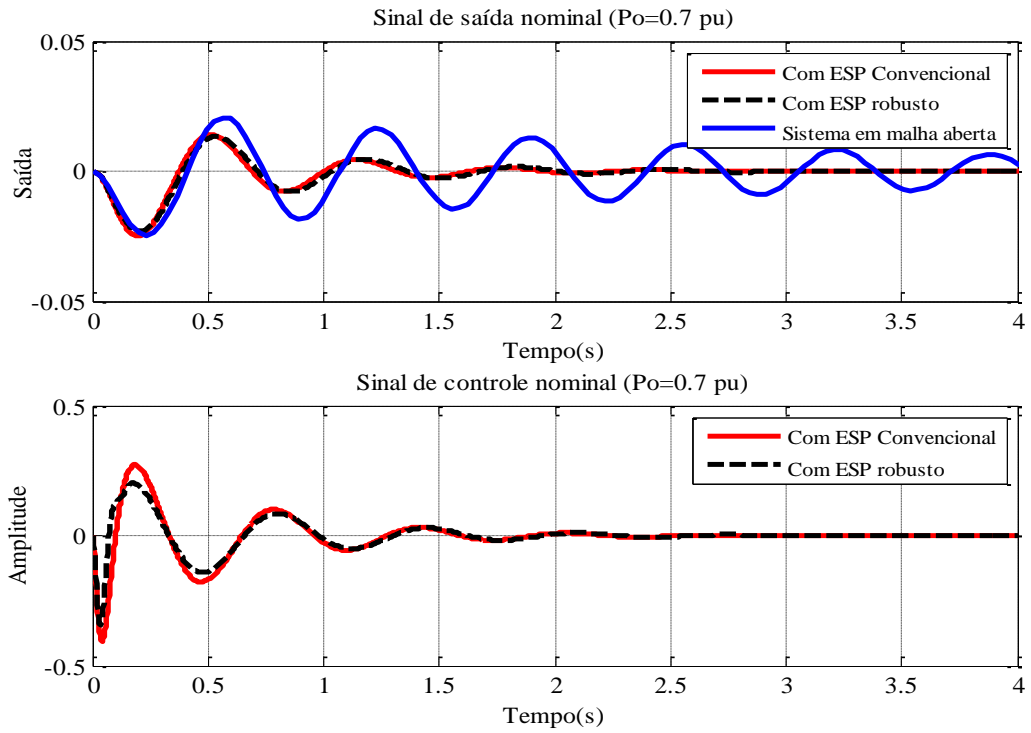 Sinal de saída nominal (Po=0.7 pu)
0.05
0
-0.05
Saída
Com ESP Convencional
Com ESP robusto
Sistema em malha aberta
0 0.5 1 1.5 2 2.5 3 3.5 4
Tempo(s)
Sinal de controle nominal (Po=0.7 pu)
0.5
0
-0.5
Amplitude
Com ESP Convencional
Com ESP robusto
0 0.5 1 1.5 2 2.5 3 3.5 4
Tempo(s)